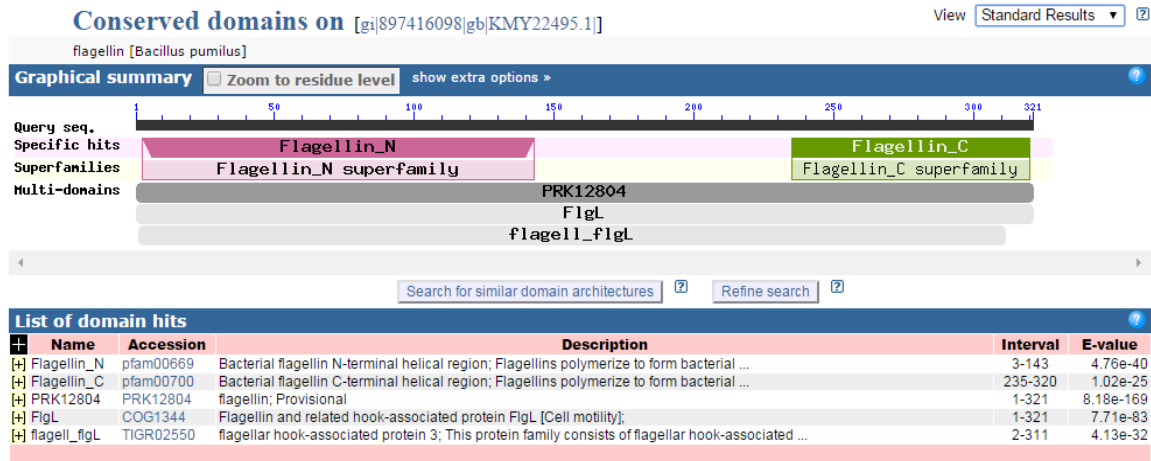 Conserved domains on [gi|897416098|gb|KMY22495.1|]
View Standard Results ▼ ?
flagellin [Bacillus pumilus]
Graphical summary Zoom to residue level show extra options » ?
1 50 100 150 200 250 300 321
Query seq.
Specific hits Flagellin_N Flagellin_C
Superfamilies Flagellin_N superfamily Flagellin_C superfamily
Multi-domains PRK12804
FlgL
flagell_flgL
Search for similar domain architectures ? Refine search ?
List of domain hits ?
+ Name Accession Description Interval E-value
[+] Flagellin_N pfam00669 Bacterial flagellin N-terminal helical region; Flagellins polymerize to form bacterial ... 3-143 4.76e-40
[+] Flagellin_C pfam00700 Bacterial flagellin C-terminal helical region; Flagellins polymerize to form bacterial ... 235-320 1.02e-25
[+] PRK12804 PRK12804 flagellin; Provisional 1-321 8.18e-169
[+] FlgL COG1344 Flagellin and related hook-associated protein FlgL [Cell motility]; 1-321 7.71e-83
[+] flagell_flgL TIGR02550 flagellar hook-associated protein 3; This protein family consists of flagellar hook-associated ... 2-311 4.13e-32